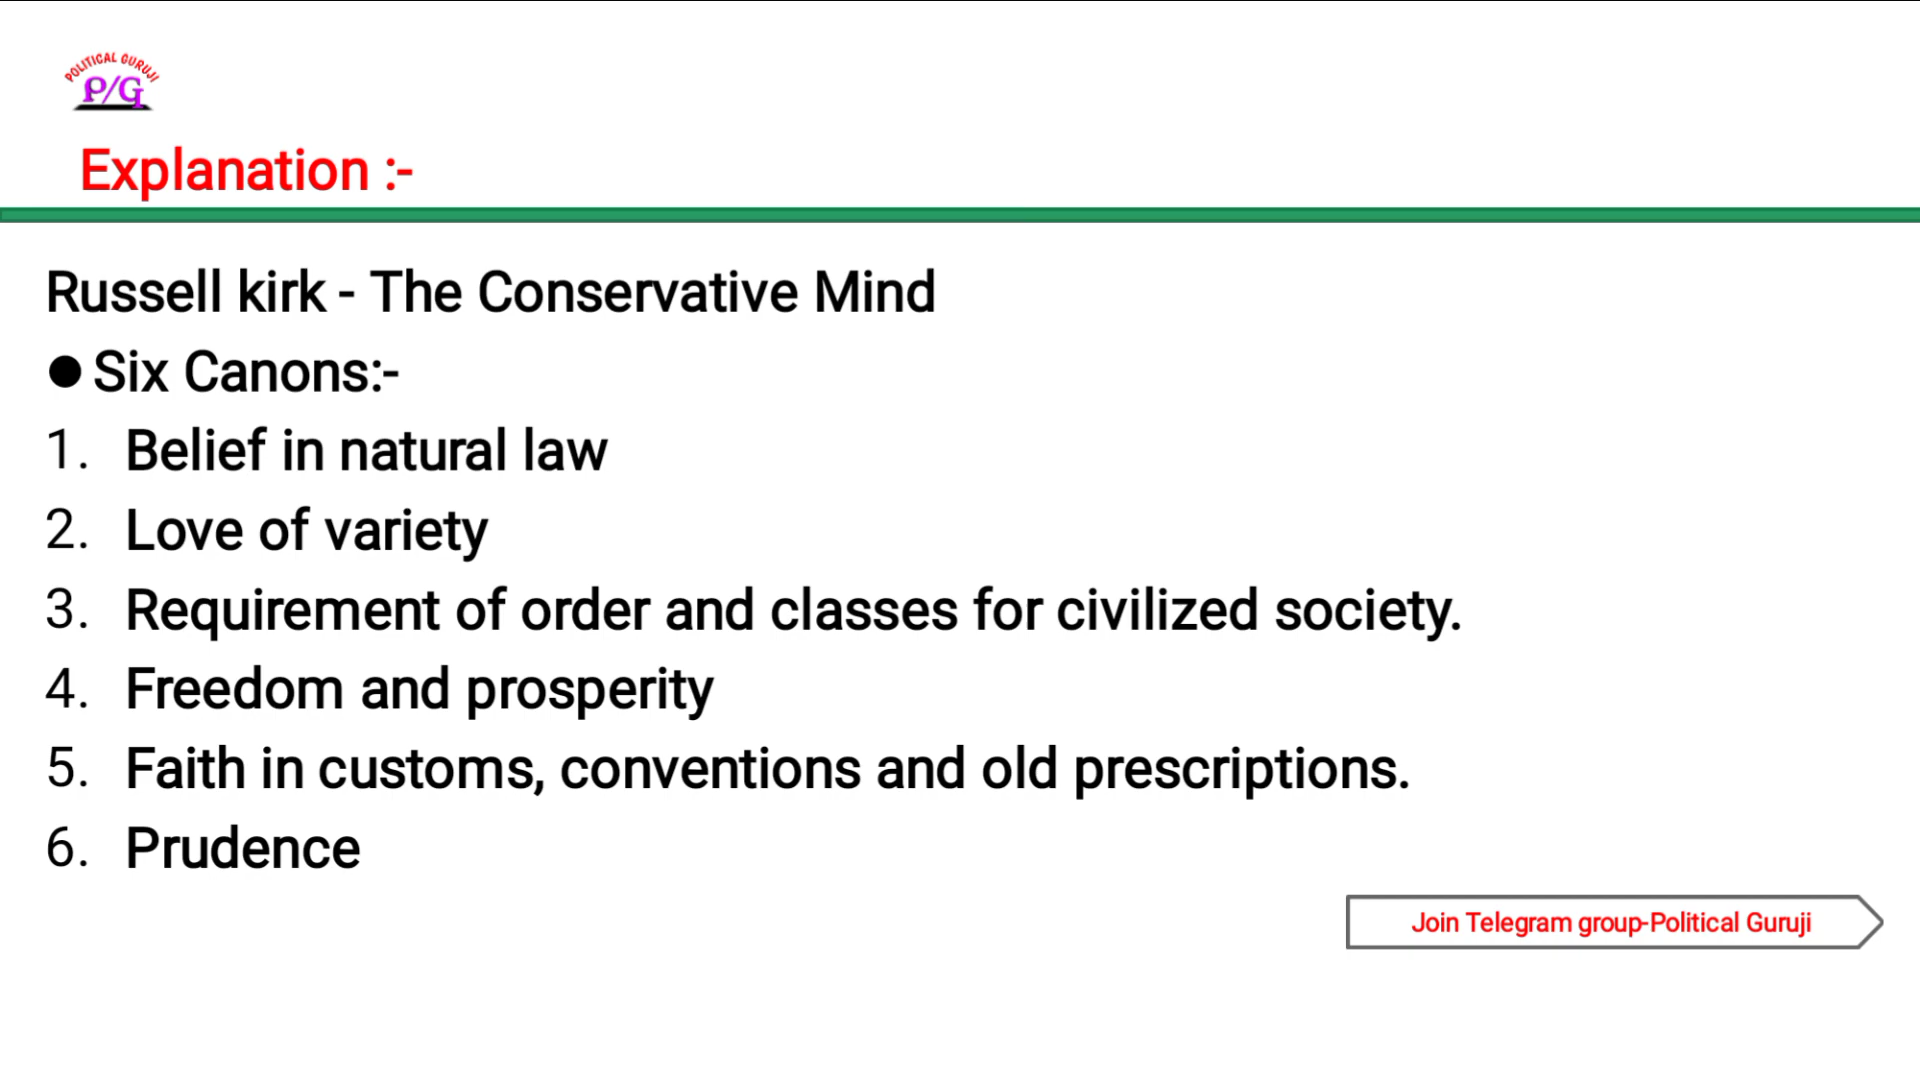 POLITICAL GURUJI
P/G
Explanation :-
Russell kirk - The Conservative Mind
● Six Canons:-
1. Belief in natural law
2. Love of variety
3. Requirement of order and classes for civilized society.
4. Freedom and prosperity
5. Faith in customs, conventions and old prescriptions.
6. Prudence
Join Telegram group-Political Guruji